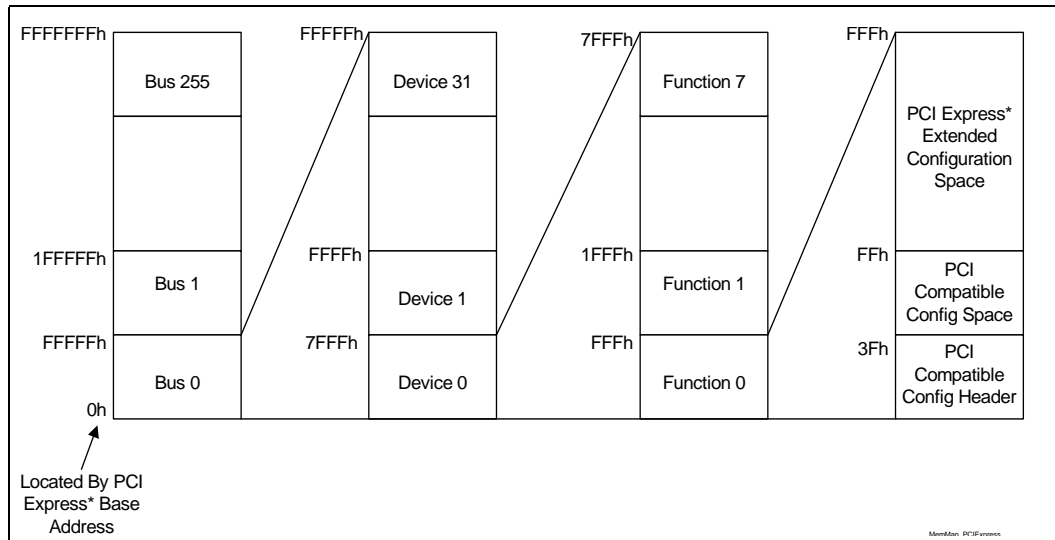 FFFFFFFh
FFFFFh
7FFFh
FFFh
Bus 255
Device 31
Function 7
PCI Express*
Extended
Configuration
Space
1FFFFFh
FFFFh
1FFFh
FFh
Bus 1
Device 1
Function 1
PCI
Compatible
Config Space
FFFFFh
7FFFh
FFFh
3Fh
Bus 0
Device 0
Function 0
PCI
Compatible
Config Header
0h
Located By PCI
Express* Base
Address
MemMap_PCIExpress